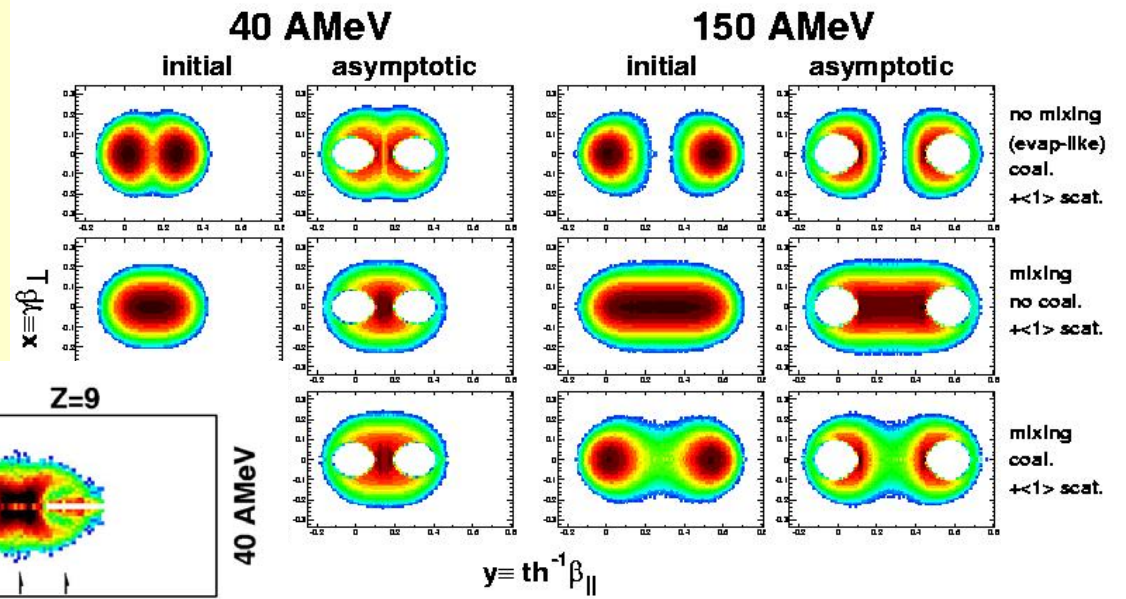 40 AMeV
150 AMeV
initial
asymptotic
initial
asymptotic
no mixing
(evap-like)
coal.
+<1> scat.
mixing
no coal.
+<1> scat.
x≡γβ⊥
Z=9
40 AMeV
mixing
coal.
+<1> scat.
y≡ th⁻¹β||